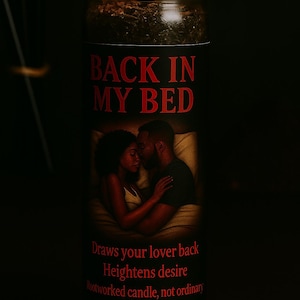 BACK IN
MY BED
Draws your lover back
Heightens desire
candle, not ordinary